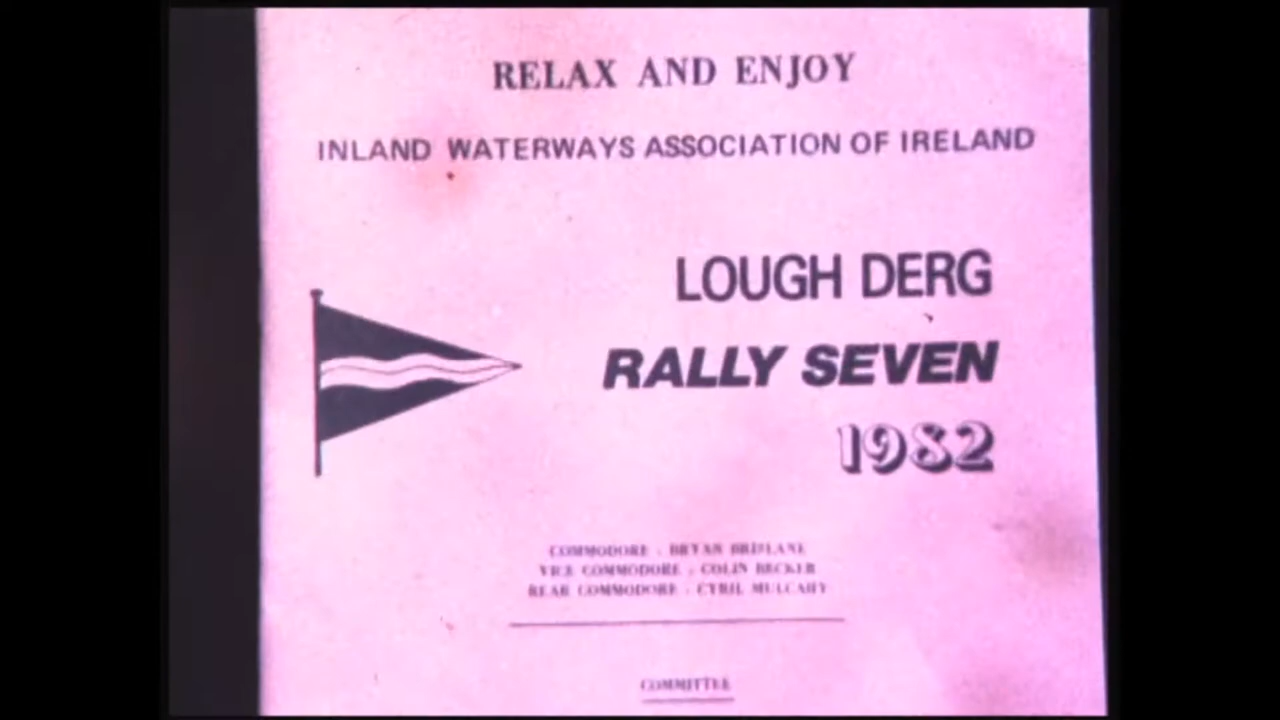 RELAX AND ENJOY
INLAND WATERWAYS ASSOCIATION OF IRELAND
LOUGH DERG
RALLY SEVEN
1982
COMMODORE - BRYAN
VICE COMMODORE - COLIN BECKER
REAR COMMODORE - CYRIL MULCAHY
COMMITTEE